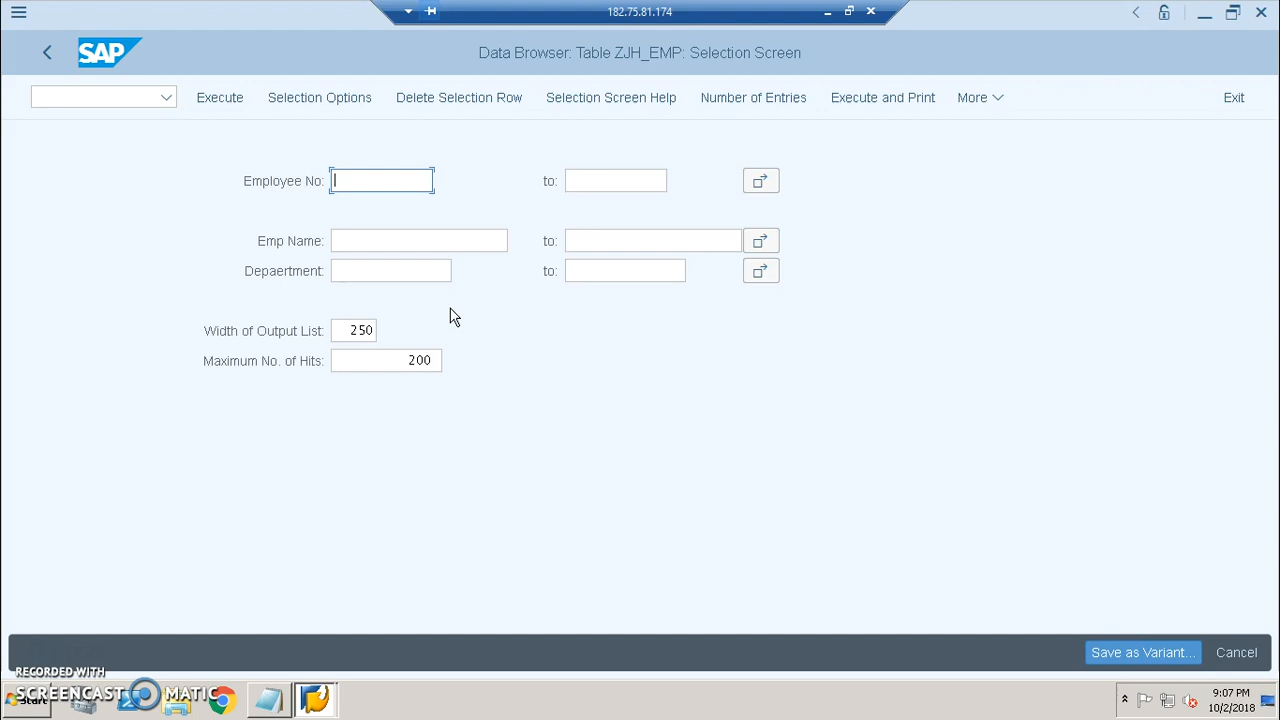 182.75.81.174
SAP
Data Browser: Table ZJH_EMP: Selection Screen
Execute Selection Options Delete Selection Row Selection Screen Help Number of Entries Execute and Print More Exit
Employee No: to:
Emp Name: to:
Depaertment: to:
Width of Output List: 250
Maximum No. of Hits: 200
Save as Variant... Cancel
RECORDED WITH
SCREENCAST MATIC
Start
9:07 PM
10/2/2018